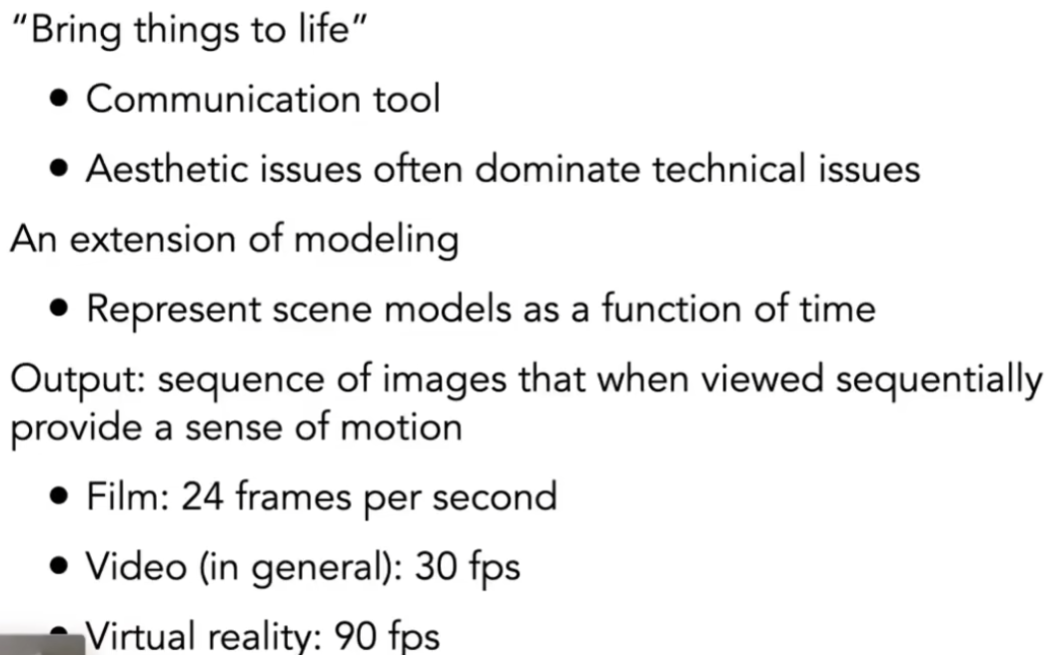 “Bring things to life”
• Communication tool
• Aesthetic issues often dominate technical issues
An extension of modeling
• Represent scene models as a function of time
Output: sequence of images that when viewed sequentially
provide a sense of motion
• Film: 24 frames per second
• Video (in general): 30 fps
• Virtual reality: 90 fps